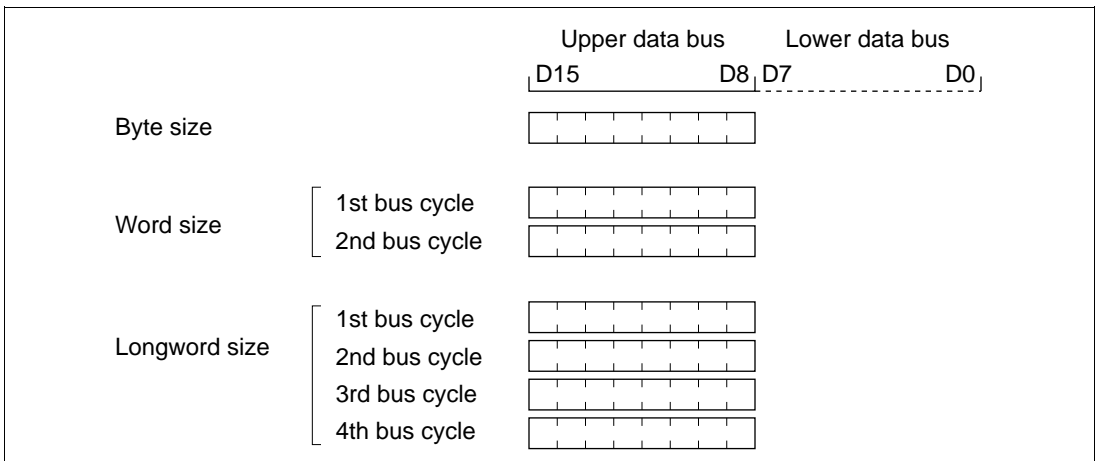 Upper data bus Lower data bus
D15 D8 D7 D0
Byte size
Word size
1st bus cycle
2nd bus cycle
Longword size
1st bus cycle
2nd bus cycle
3rd bus cycle
4th bus cycle